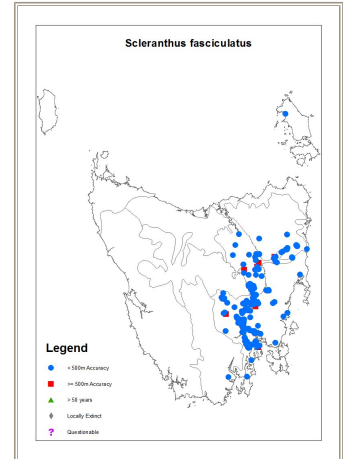 Scleranthus fasciculatus
Legend
< 500m Accuracy
>= 500m Accuracy
> 50 years
Locally Extinct
? Questionable